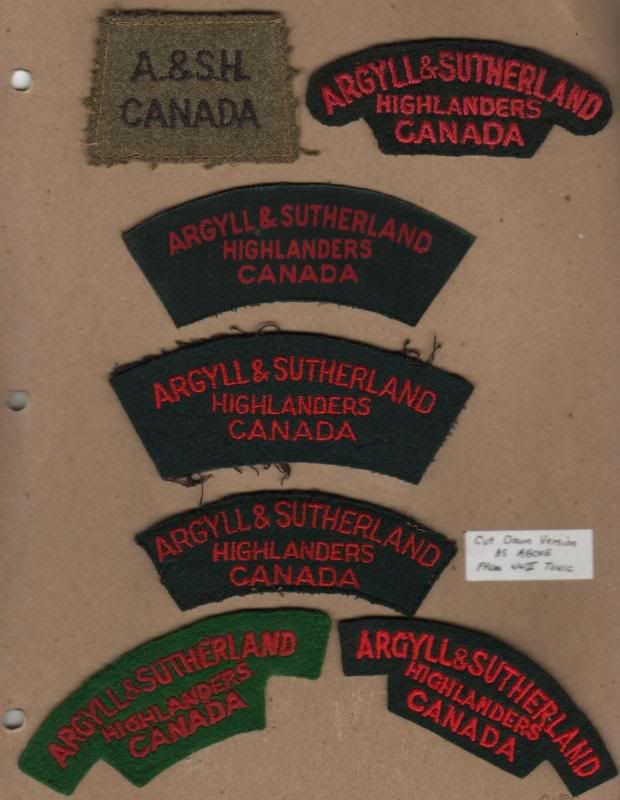 A.&S.H.
CANADA
ARGYLL&SUTHERLAND
HIGHLANDERS
CANADA
ARGYLL & SUTHERLAND
HIGHLANDERS
CANADA
ARGYLL & SUTHERLAND
HIGHLANDERS
CANADA
ARGYLL & SUTHERLAND
HIGHLANDERS
CANADA
Cut Down Version
AS ABOVE
FROM WWII TUNIC
ARGYLL&SUTHERLAND
HIGHLANDERS
CANADA
ARGYLL&SUTHERLAND
HIGHLANDERS
CANADA